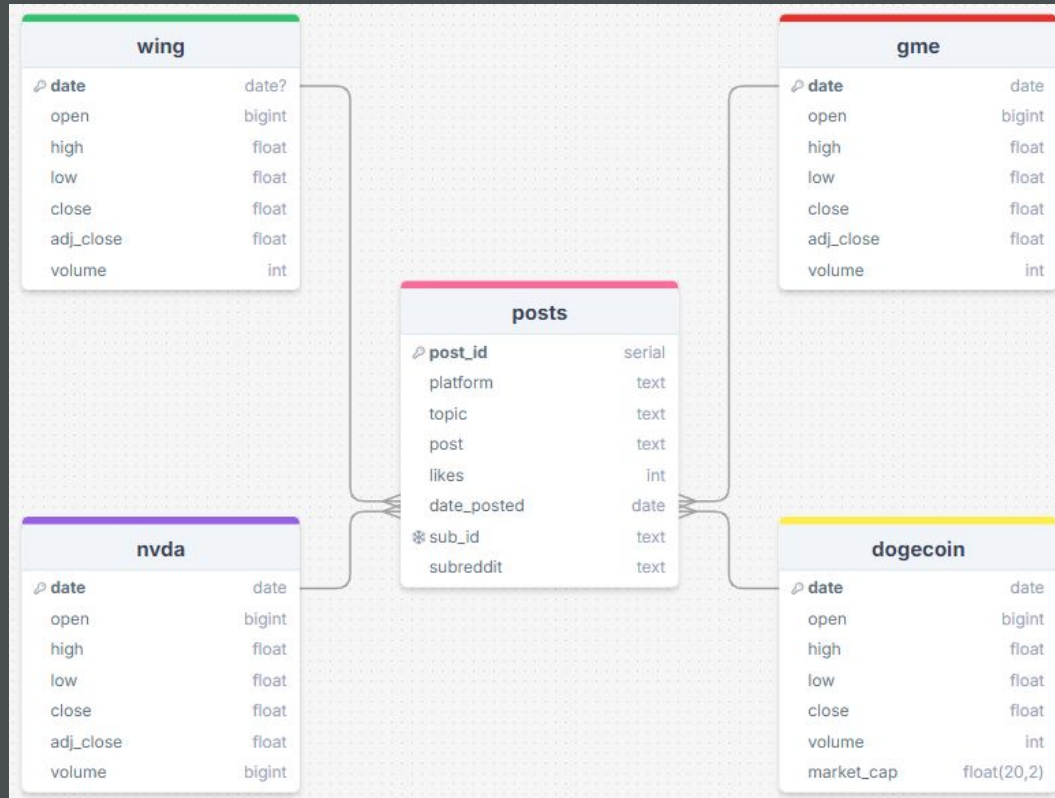 wing
date date?
open bigint
high float
low float
close float
adj_close float
volume int
gme
date date
open bigint
high float
low float
close float
adj_close float
volume int
posts
post_id serial
platform text
topic text
post text
likes int
date_posted date
sub_id text
subreddit text
nvda
date date
open bigint
high float
low float
close float
adj_close float
volume bigint
dogecoin
date date
open bigint
high float
low float
close float
volume int
market_cap float(20,2)